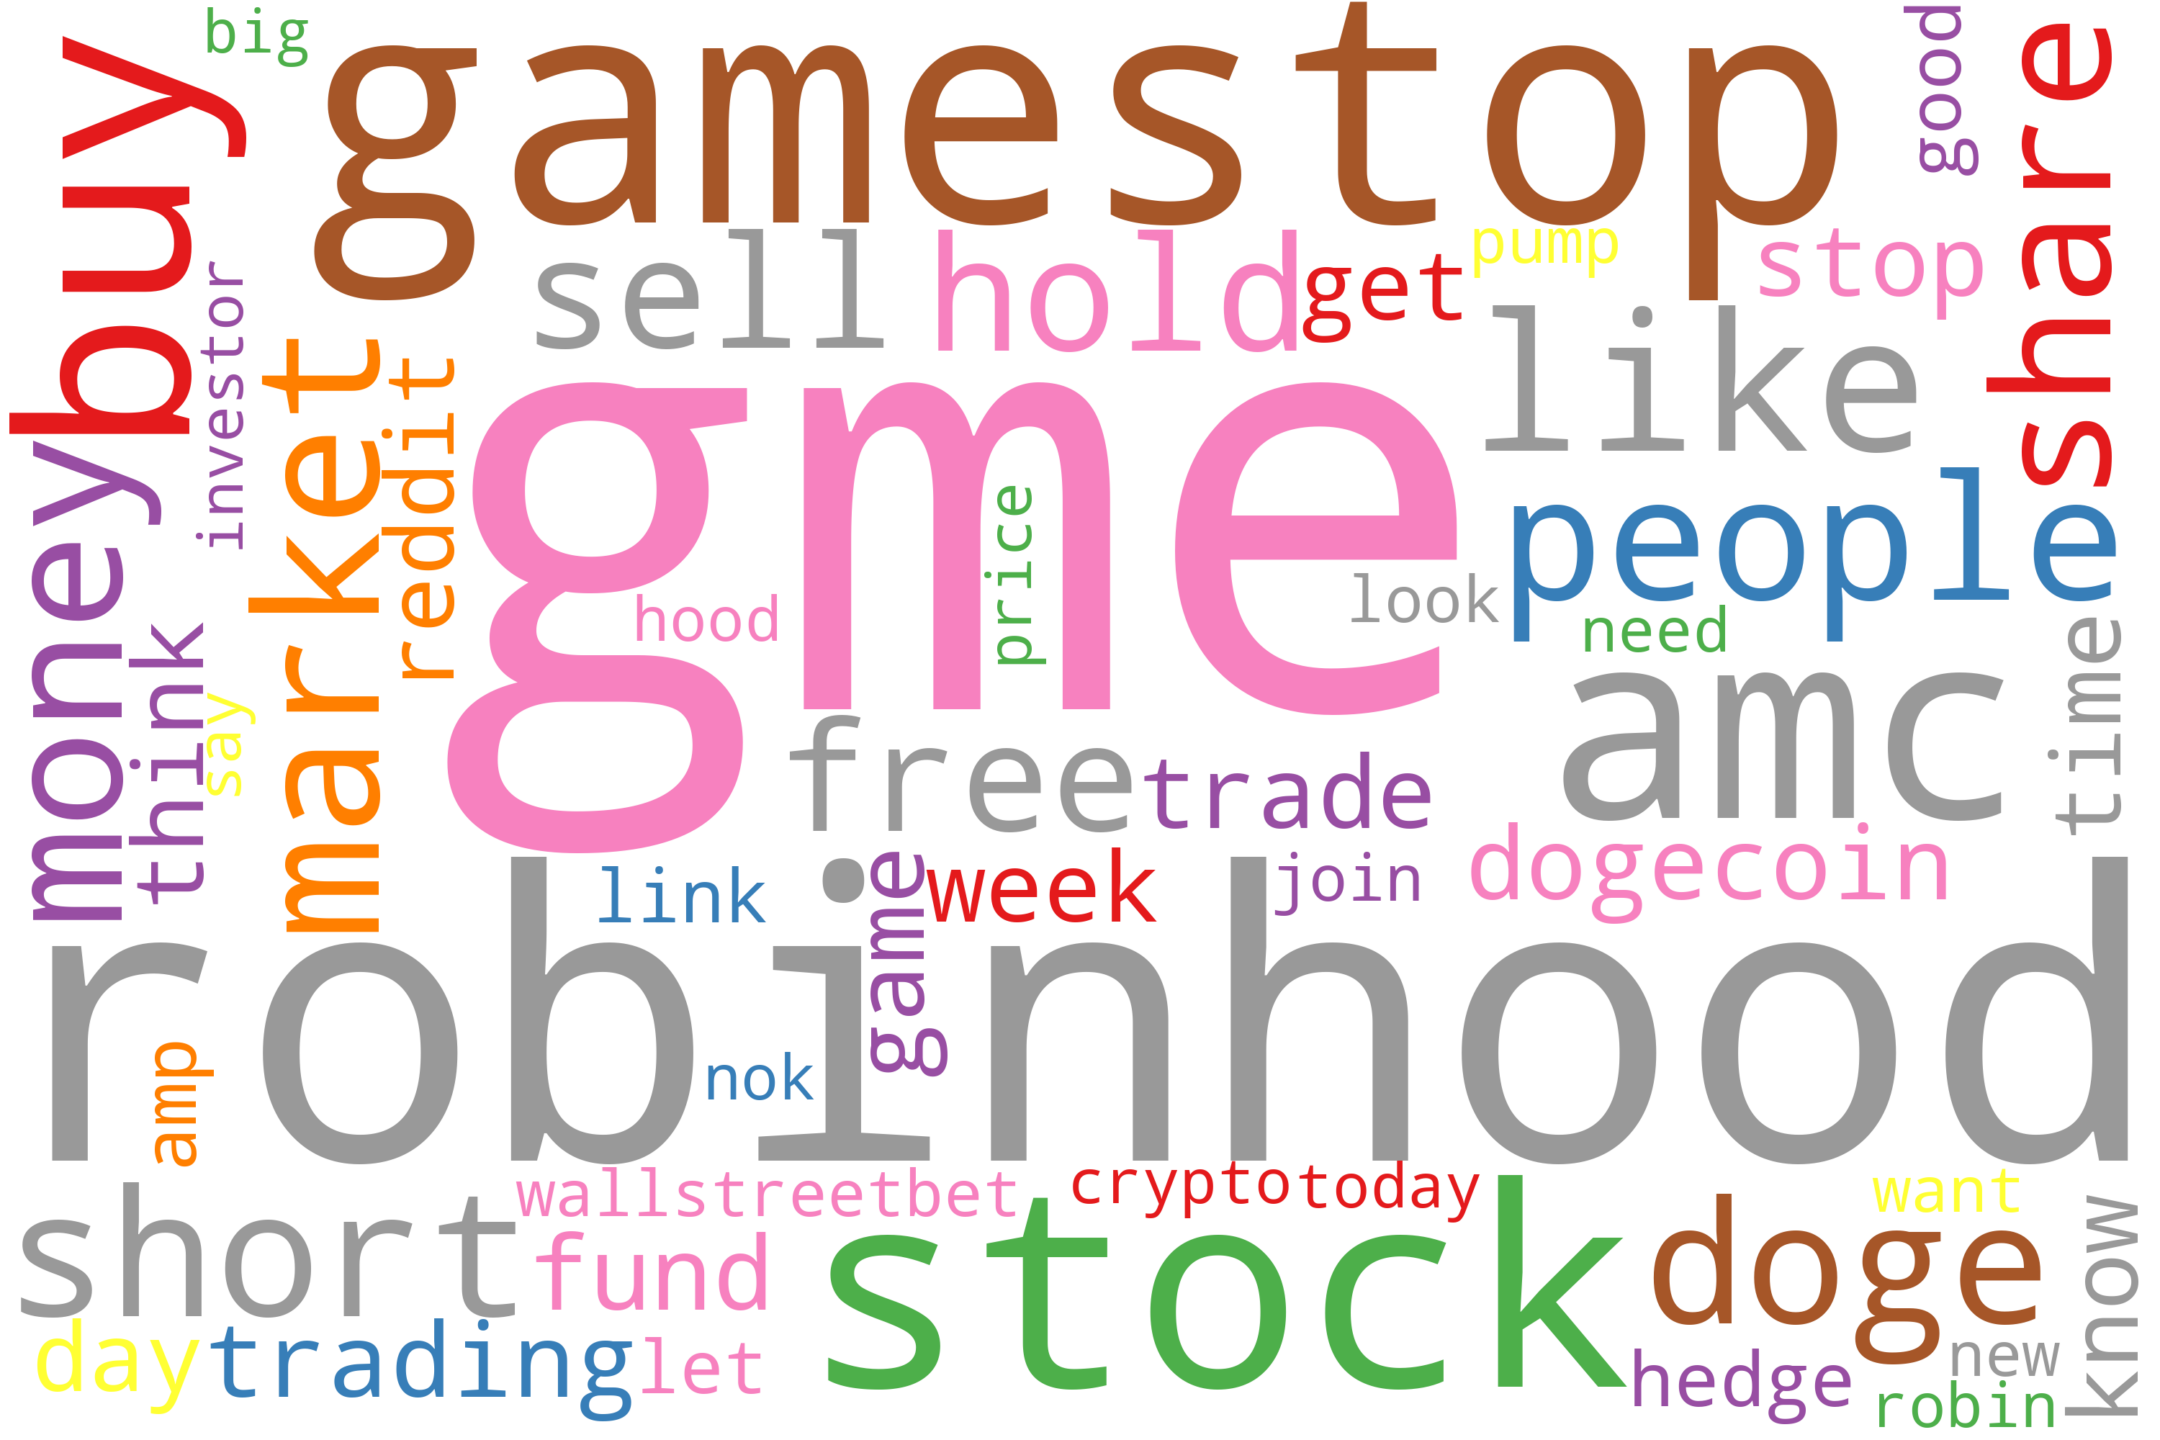 big
gamestop
good
buy
share
sell
hold
get
pump
stop
investor
market
reddit
like
gme
money
people
price
hood
look
need
think
say
amc
time
free
trade
link
game
week
join
dogecoin
robinhood
nok
amp
wallstreetbet
crypto
today
want
short
fund
stock
doge
know
day
trading
let
hedge
new
robin